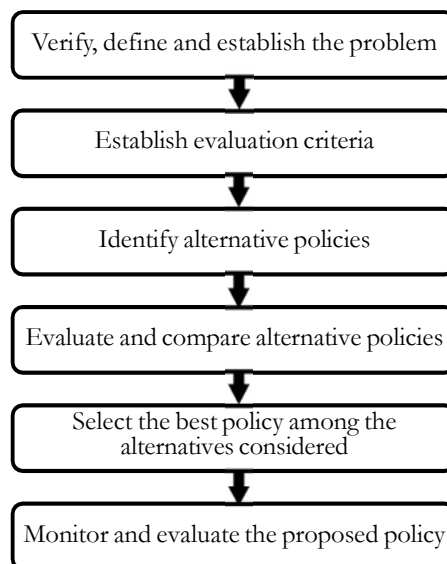 Verify, define and establish the problem
Establish evaluation criteria
Identify alternative policies
Evaluate and compare alternative policies
Select the best policy among the
alternatives considered
Monitor and evaluate the proposed policy